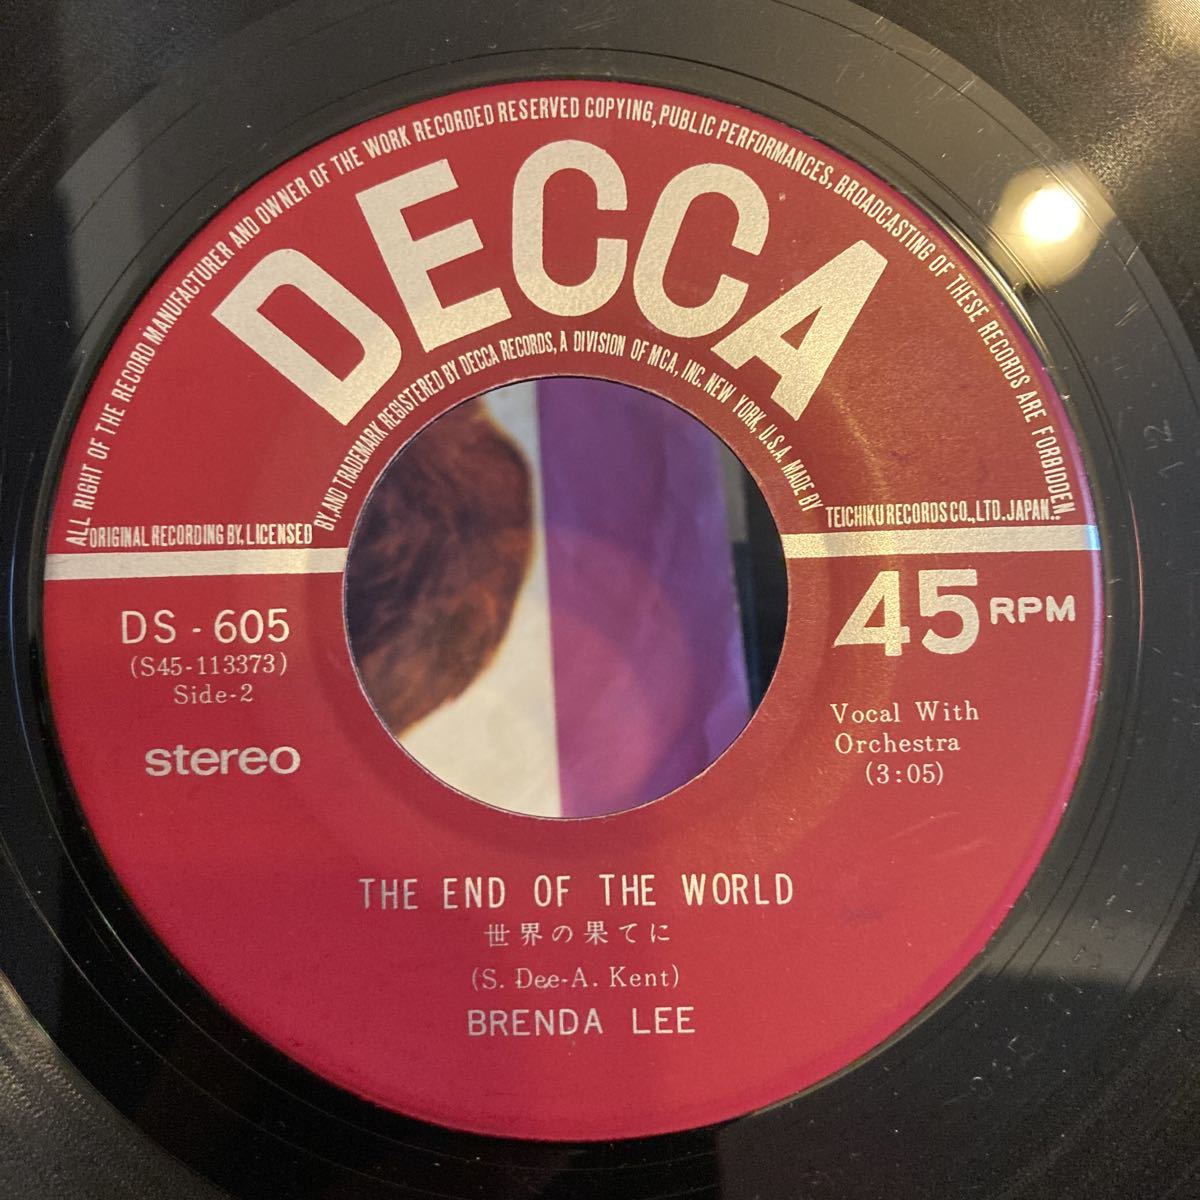 ALL RIGHT OF THE RECORD MANUFACTURER AND OWNER OF THE WORK RECORDED RESERVED COPYING, PUBLIC PERFORMANCES, BROADCASTING OF THESE RECORDS ARE FORBIDDEN
DECCA
ORIGINAL RECORDING BY, LICENSED
BY, AND TRADEMARK REGISTERED BY DECCA RECORDS, A DIVISION OF MCA, INC. NEW YORK, U.S.A. MADE BY
TEICHIKU RECORDS CO., LTD. JAPAN.
DS - 605
(S45-113373)
Side-2
stereo
45 RPM
Vocal With
Orchestra
(3:05)
THE END OF THE WORLD
世界の果てに
(S. Dee-A. Kent)
BRENDA LEE